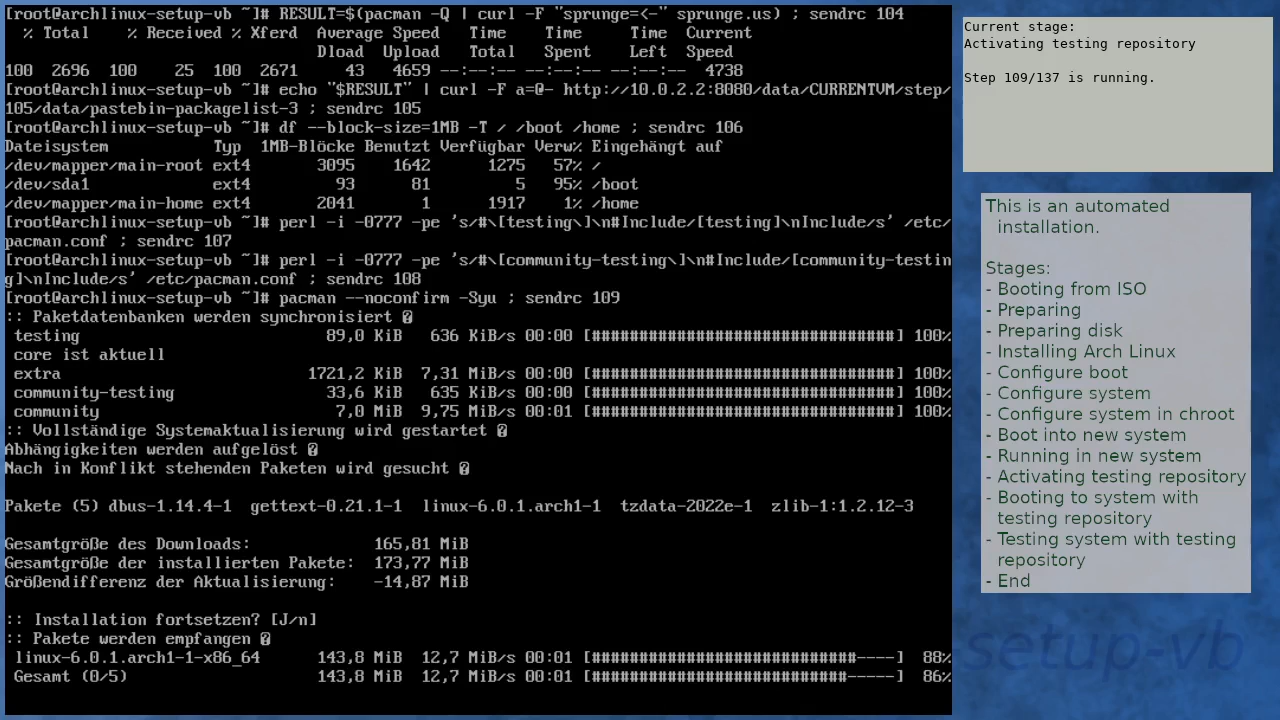 [root@archlinux-setup-vb ~]# RESULT=$(pacman -Q | curl -F "sprunge=<-" sprunge.us) ; sendrc 104
  % Total    % Received % Xferd  Average Speed   Time    Time     Time  Current
                                 Dload  Upload   Total   Spent    Left  Speed
100  2696  100    25  100  2671     43   4659 --:--:-- --:--:-- --:--:--  4738
[root@archlinux-setup-vb ~]# echo "$RESULT" | curl -F a=@- http://10.0.2.2:8080/data/CURRENTVM/step/
105/data/pastebin-packagelist-3 ; sendrc 105
[root@archlinux-setup-vb ~]# df --block-size=1MB -T / /boot /home ; sendrc 106
Dateisystem           Typ  1MB-Blöcke Benutzt Verfügbar Verw% Eingehängt auf
/dev/mapper/main-root ext4       3095    1642      1275   57% /
/dev/sda1             ext4         93      81         5   95% /boot
/dev/mapper/main-home ext4       2041       1      1917    1% /home
[root@archlinux-setup-vb ~]# perl -i -0777 -pe 's/#\[testing\]\n#Include/[testing]\nInclude/s' /etc/
pacman.conf ; sendrc 107
[root@archlinux-setup-vb ~]# perl -i -0777 -pe 's/#\[community-testing\]\n#Include/[community-testin
g]\nInclude/s' /etc/pacman.conf ; sendrc 108
[root@archlinux-setup-vb ~]# pacman --noconfirm -Syu ; sendrc 109
:: Paketdatenbanken werden synchronisiert �
 testing                          89,0 KiB   636 KiB/s 00:00 [################################] 100%
 core ist aktuell
 extra                          1721,2 KiB  7,31 MiB/s 00:00 [################################] 100%
 community-testing                33,6 KiB   635 KiB/s 00:00 [################################] 100%
 community                         7,0 MiB  9,75 MiB/s 00:01 [################################] 100%
:: Vollständige Systemaktualisierung wird gestartet �
Abhängigkeiten werden aufgelöst �
Nach in Konflikt stehenden Paketen wird gesucht �
Pakete (5) dbus-1.14.4-1  gettext-0.21.1-1  linux-6.0.1.arch1-1  tzdata-2022e-1  zlib-1:1.2.12-3
Gesamtgröße des Downloads:             165,81 MiB
Gesamtgröße der installierten Pakete:  173,77 MiB
Größendifferenz der Aktualisierung:    -14,87 MiB
:: Installation fortsetzen? [J/n]
:: Pakete werden empfangen �
 linux-6.0.1.arch1-1-x86_64      143,8 MiB  12,7 MiB/s 00:01 [############################----]  88%
 Gesamt (0/5)                    143,8 MiB  12,7 MiB/s 00:01 [###########################-----]  86%
Current stage:
Activating testing repository
Step 109/137 is running.
This is an automated
installation.
Stages:
- Booting from ISO
- Preparing
- Preparing disk
- Installing Arch Linux
- Configure boot
- Configure system
- Configure system in chroot
- Boot into new system
- Running in new system
- Activating testing repository
- Booting to system with
testing repository
- Testing system with testing
repository
- End
setup-vb